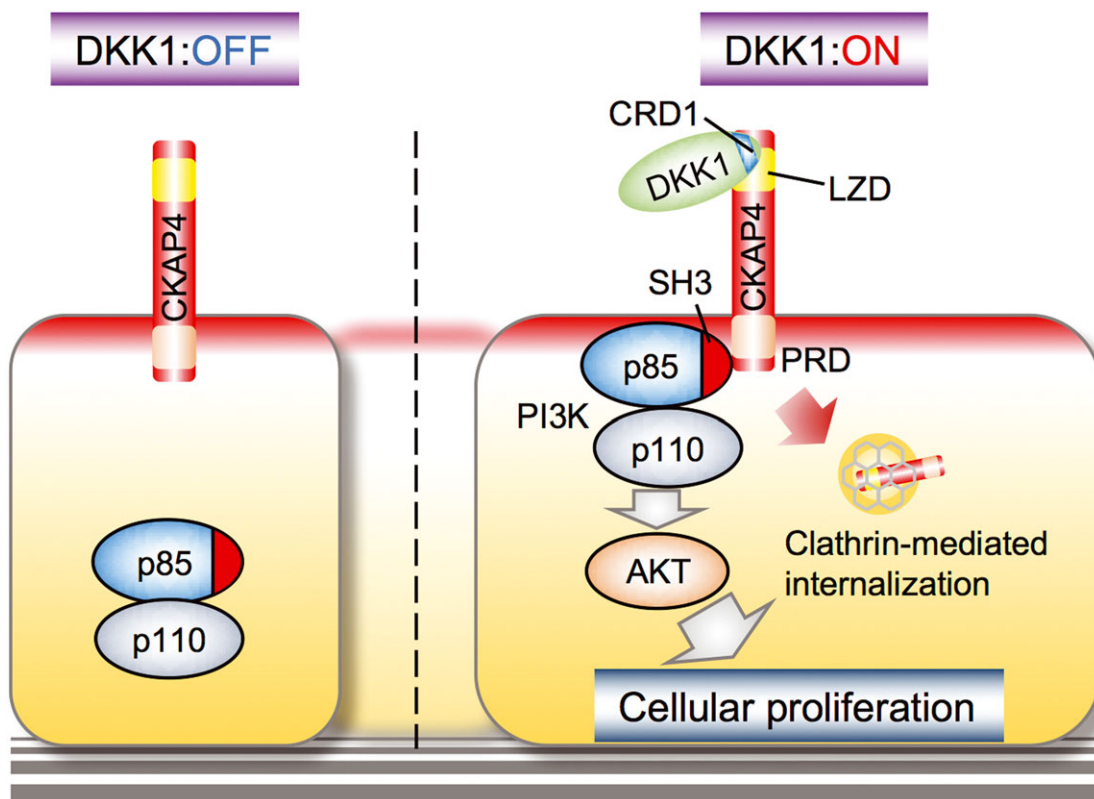 DKK1:OFF
CKAP4
p85
p110
DKK1:ON
CRD1
DKK1
LZD
CKAP4
SH3
p85
PRD
PI3K
p110
AKT
Clathrin-mediated
internalization
Cellular proliferation